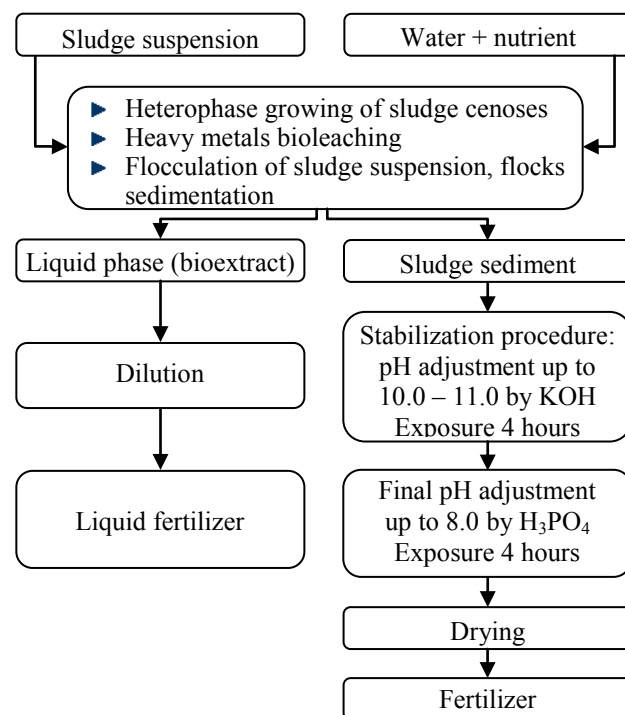 Sludge suspension
Water + nutrient
► Heterophase growing of sludge cenoses
► Heavy metals bioleaching
► Flocculation of sludge suspension, flocks
sedimentation
Liquid phase (bioextract)
Sludge sediment
Dilution
Stabilization procedure:
pH adjustment up to
10.0 – 11.0 by KOH
Exposure 4 hours
Liquid fertilizer
Final pH adjustment
up to 8.0 by H₃PO₄
Exposure 4 hours
Drying
Fertilizer